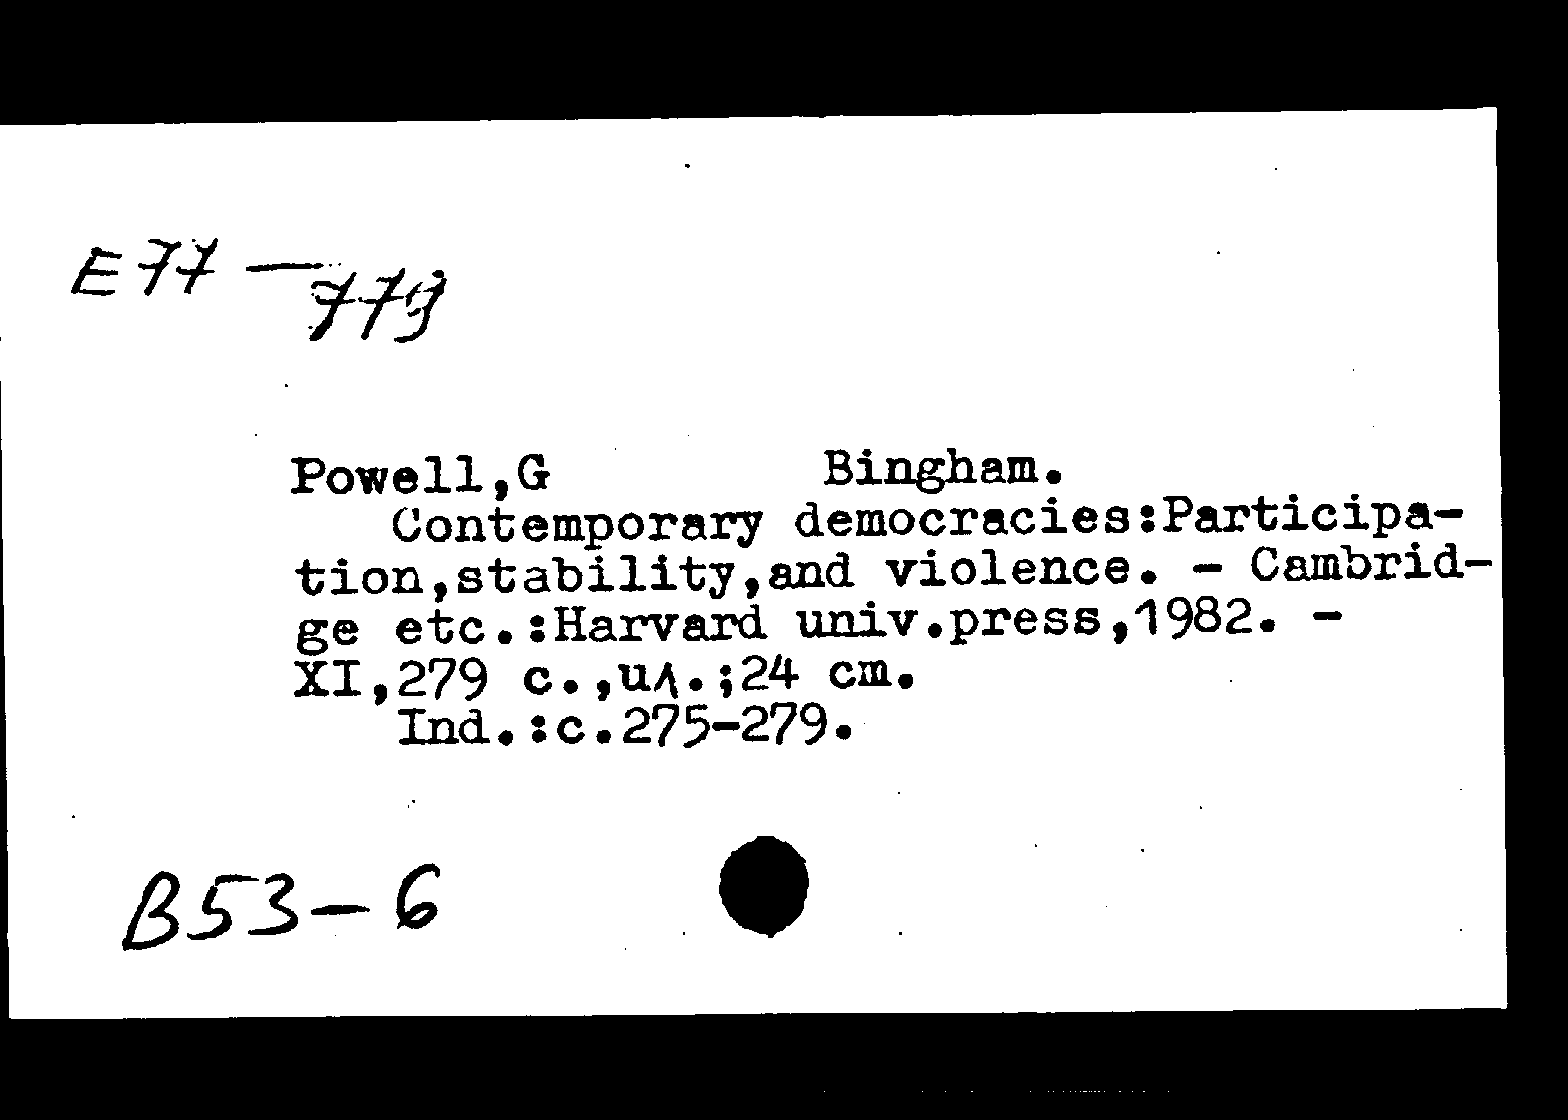 E77—
779
Powell,G Bingham.
Contemporary democracies:Participa-
tion,stability,and violence. - Cambrid-
ge etc.:Harvard univ.press,1982. -
XI,279 c.,ил.;24 cm.
Ind.:c.275-279.
B53-6